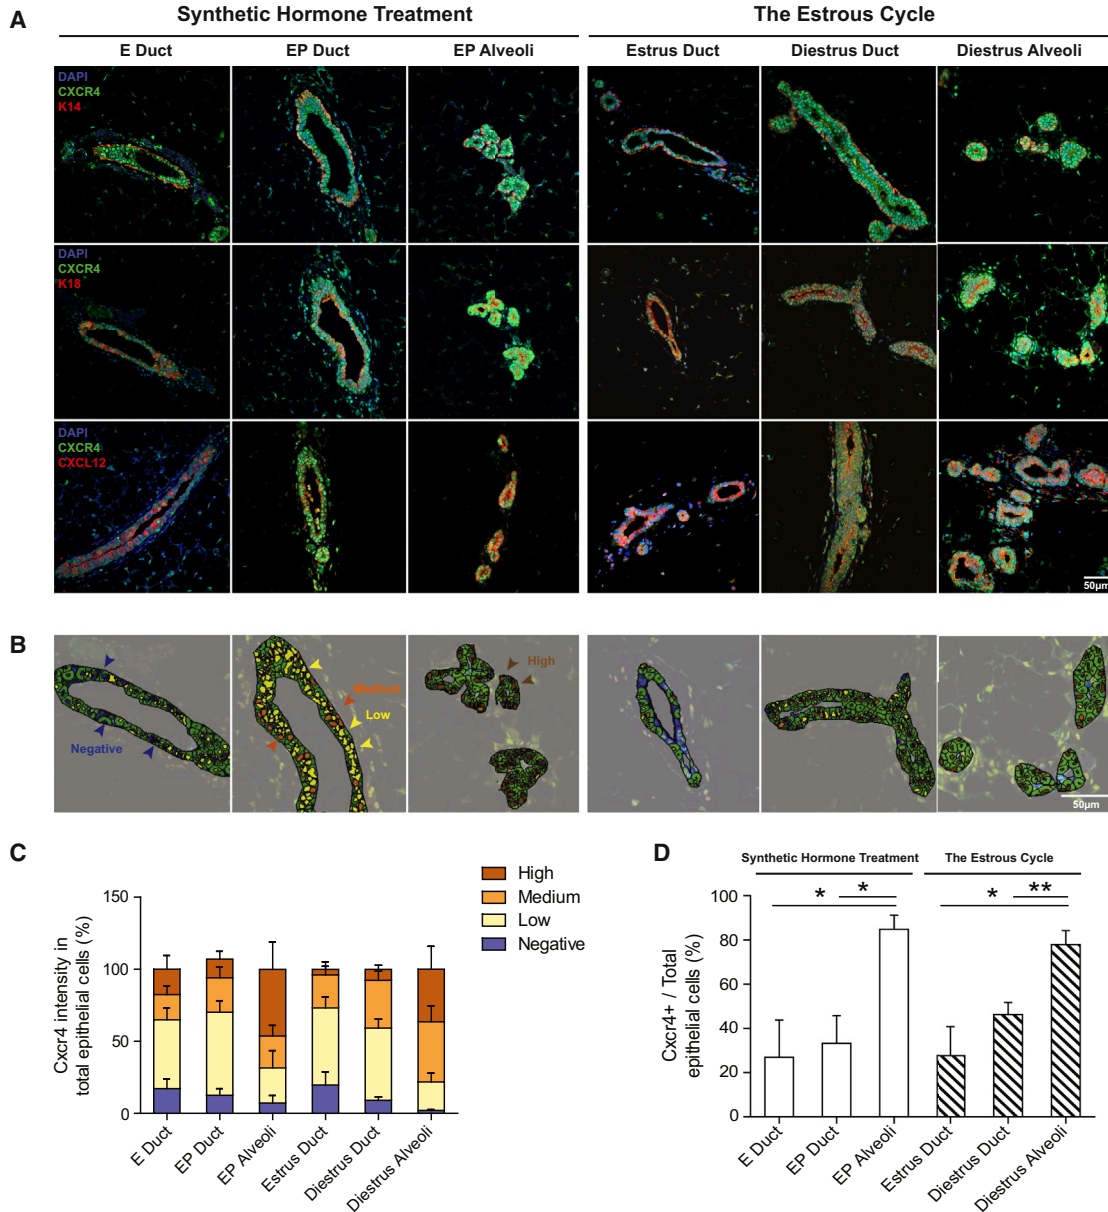 A
Synthetic Hormone Treatment
The Estrous Cycle
E Duct
EP Duct
EP Alveoli
Estrus Duct
Diestrus Duct
Diestrus Alveoli
DAPI
CXCR4
K14
DAPI
CXCR4
K18
DAPI
CXCR4
CXCL12
50µm
B
Negative
Medium
Low
High
50µm
C
Cxcr4 intensity in
total epithelial cells (%)
150
100
50
0
E Duct
EP Duct
EP Alveoli
Estrus Duct
Diestrus Duct
Diestrus Alveoli
High
Medium
Low
Negative
D
Synthetic Hormone Treatment
The Estrous Cycle
* * * **
Cxcr4+ / Total
epithelial cells (%)
100
80
60
40
20
0
E Duct
EP Duct
EP Alveoli
Estrus Duct
Diestrus Duct
Diestrus Alveoli